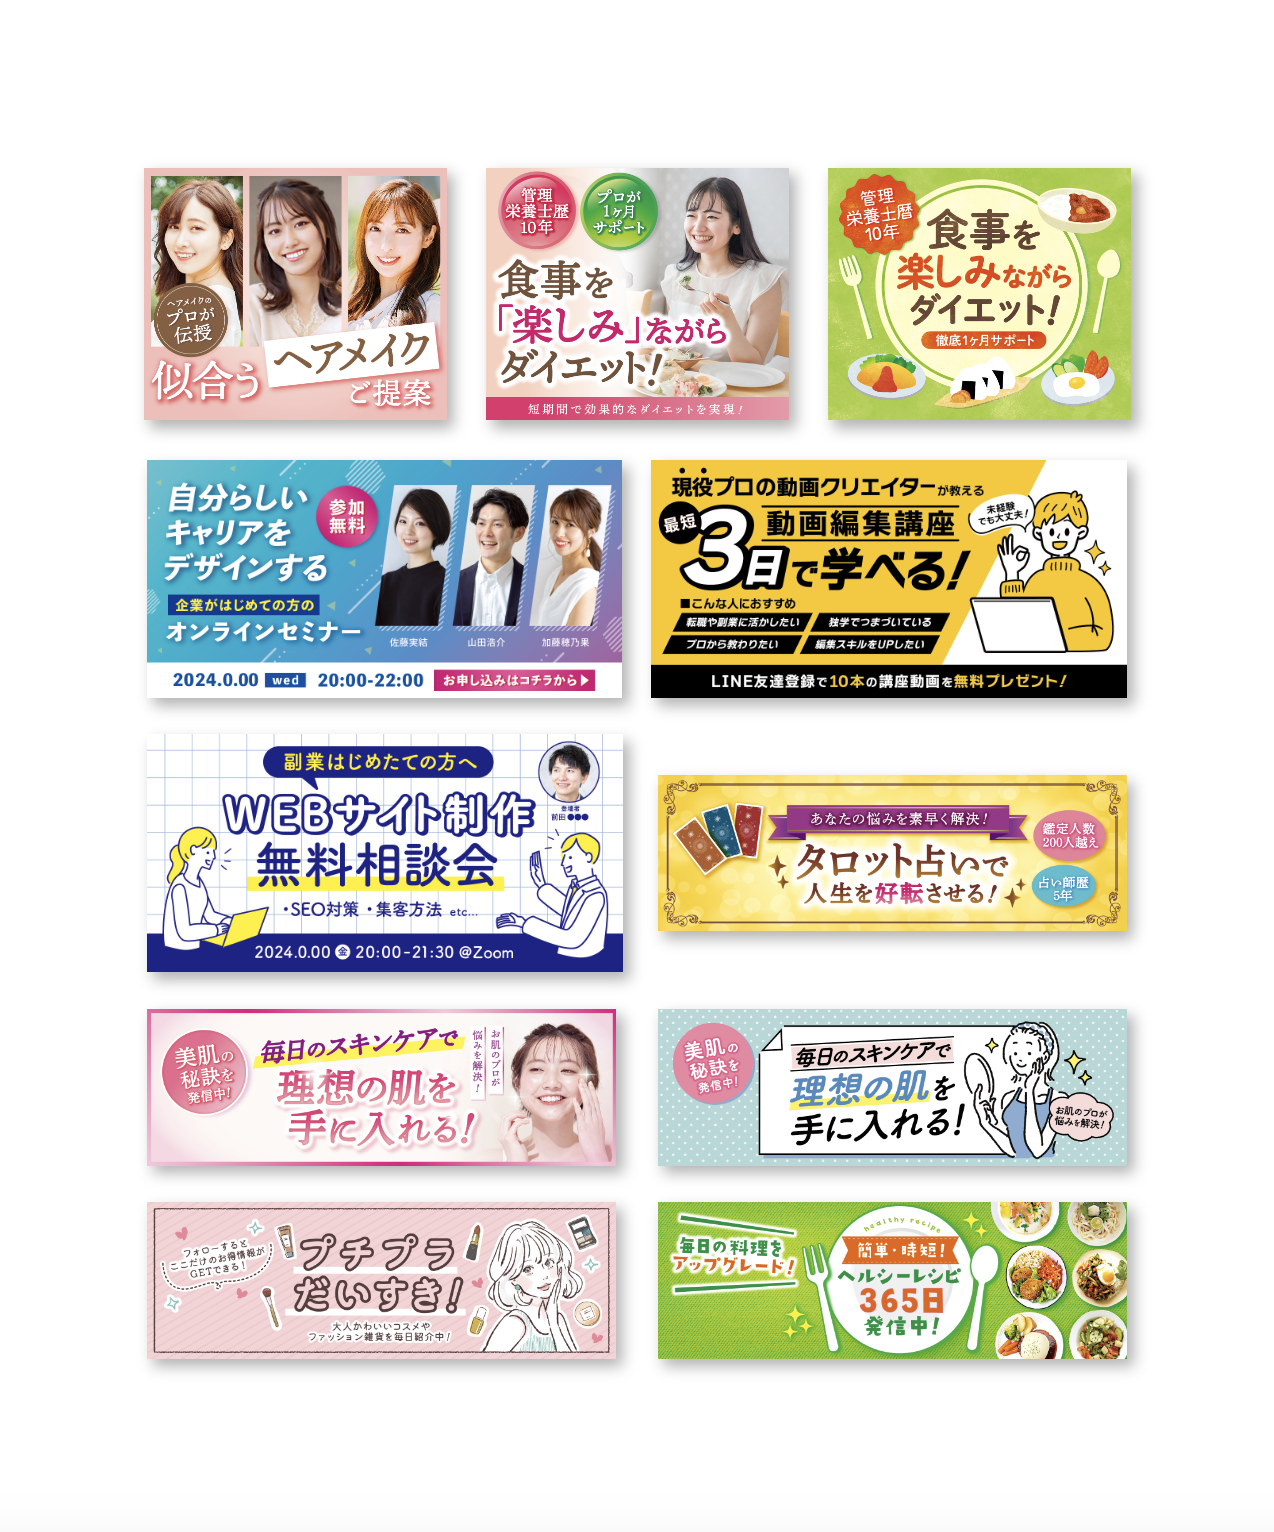 ヘアメイクの
プロが
伝授
似合う
ヘアメイク
ご提案
管理
栄養士歴
10年
プロが
1ヶ月
サポート
食事を
「楽しみ」ながら
ダイエット!
短期間で効果的なダイエットを実現!
管理
栄養士暦
10年
食事を
楽しみながら
ダイエット!
徹底1ヶ月サポート
自分らしい
キャリアを
デザインする
参加
無料
企業がはじめての方の
オンラインセミナー
佐藤実結
山田浩介
加藤穂乃果
2024.0.00 wed 20:00-22:00 お申し込みはコチラから
現役プロの動画クリエイターが教える
最短
3日で学べる!
動画編集講座
未経験
でも大丈夫!
■こんな人におすすめ
転職や副業に活かしたい
独学でつまづいている
プロから教わりたい
編集スキルをUPしたい
LINE友達登録で10本の講座動画を無料プレゼント!
副業はじめたての方へ
WEBサイト制作
無料相談会
・SEO対策 ・集客方法 etc...
登壇者
前田●●●
2024.0.00 金 20:00-21:30 @Zoom
あなたの悩みを素早く解決!
タロット占いで
人生を好転させる!
鑑定人数
200人越え
占い師歴
5年
美肌の
秘訣を
発信中!
毎日のスキンケアで
理想の肌を
手に入れる!
お肌のプロが
悩みを解決!
美肌の
秘訣を
発信中!
毎日のスキンケアで
理想の肌を
手に入れる!
お肌のプロが
悩みを解決!
フォローすると
ここだけのお得情報が
GETできる!
プチプラ
だいすき!
大人かわいいコスメや
ファッション雑貨を毎日紹介中!
毎日の料理を
アップグレード!
healthy recipe
簡単・時短!
ヘルシーレシピ
365日
発信中!